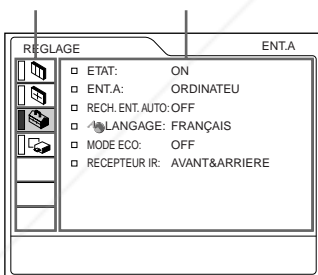 REGLAGE ENT.A
ETAT: ON
ENT.A: ORDINATEU
RECH. ENT. AUTO: OFF
LANGAGE: FRANÇAIS
MODE ECO: OFF
RECEPTEUR IR: AVANT&ARRIERE